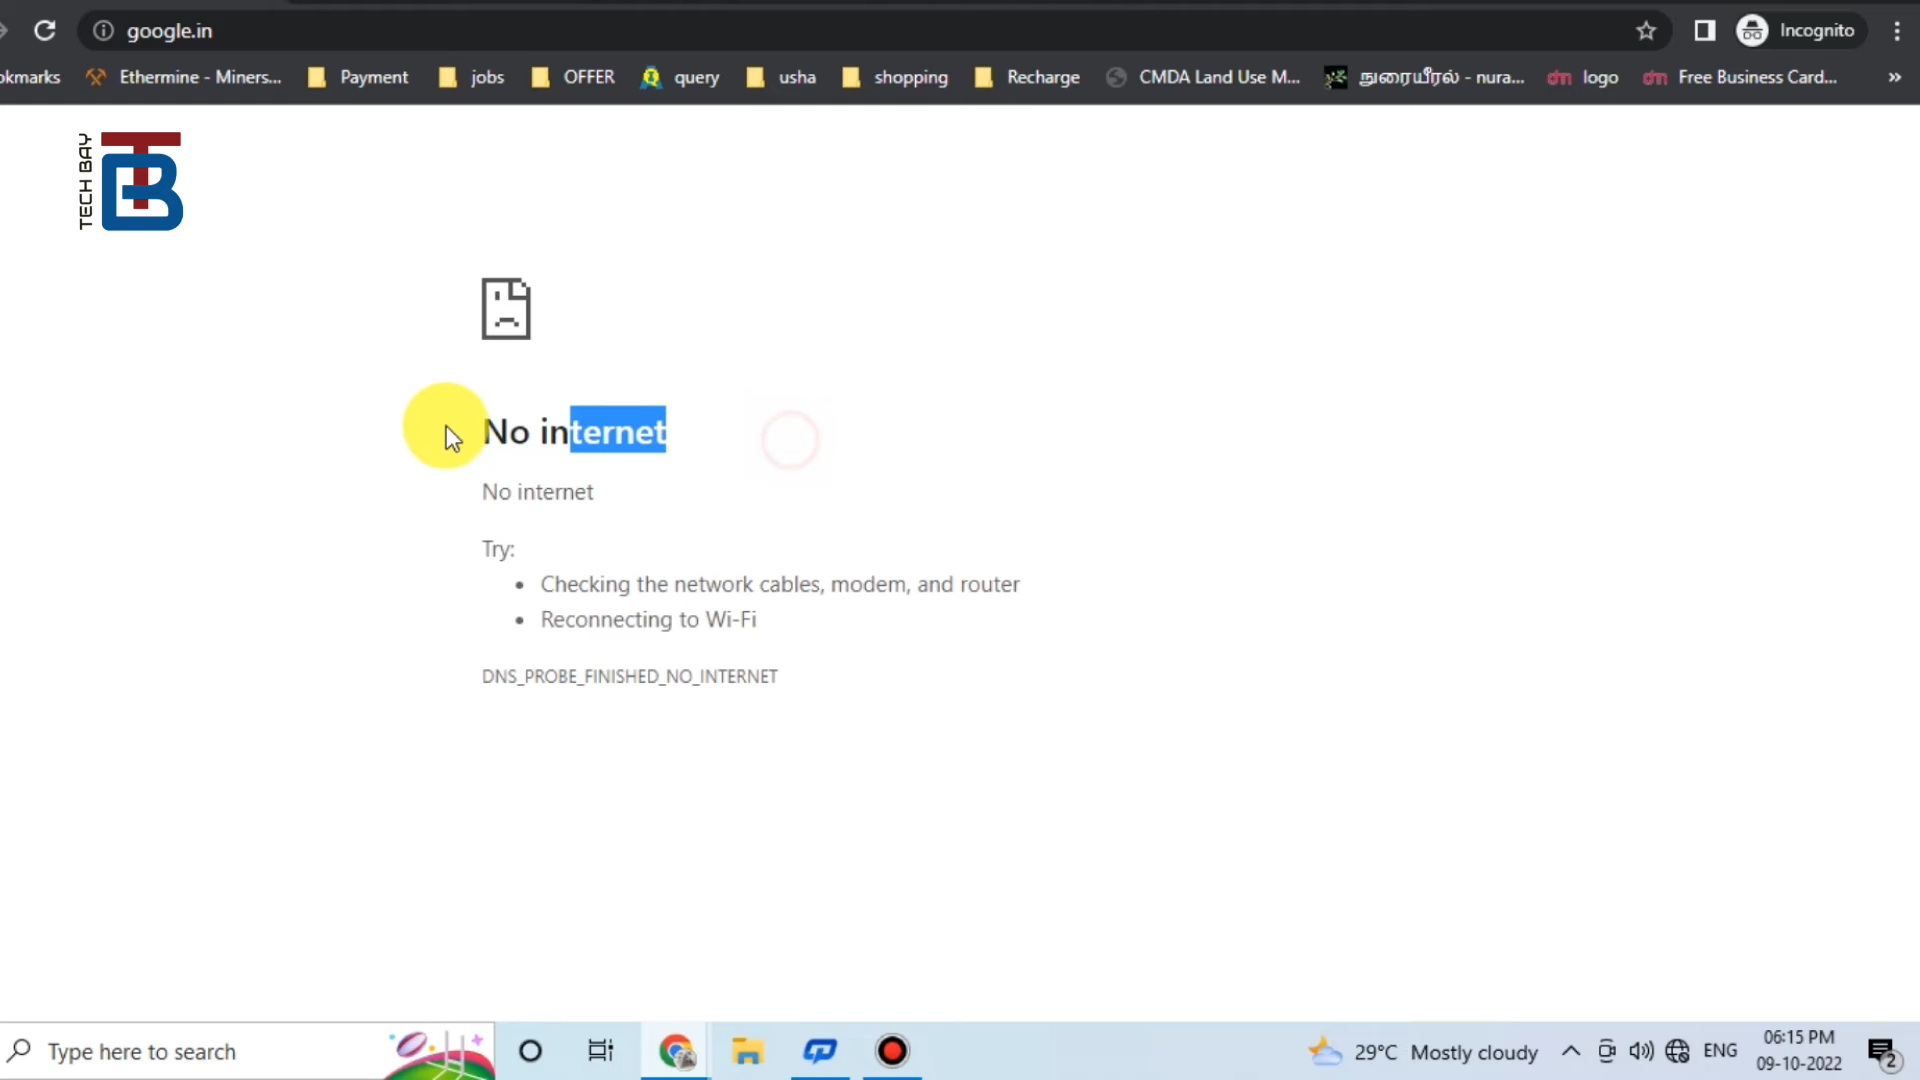 google.in
Incognito
okmarks
Ethermine - Miners...
Payment
jobs
OFFER
query
usha
shopping
Recharge
CMDA Land Use M...
நுரையீரல் - nura...
logo
Free Business Card...
»
TECH BAY
TB
No internet
No internet
Try:
• Checking the network cables, modem, and router
• Reconnecting to Wi-Fi
DNS_PROBE_FINISHED_NO_INTERNET
Type here to search
29°C Mostly cloudy
ENG
06:15 PM
09-10-2022
2